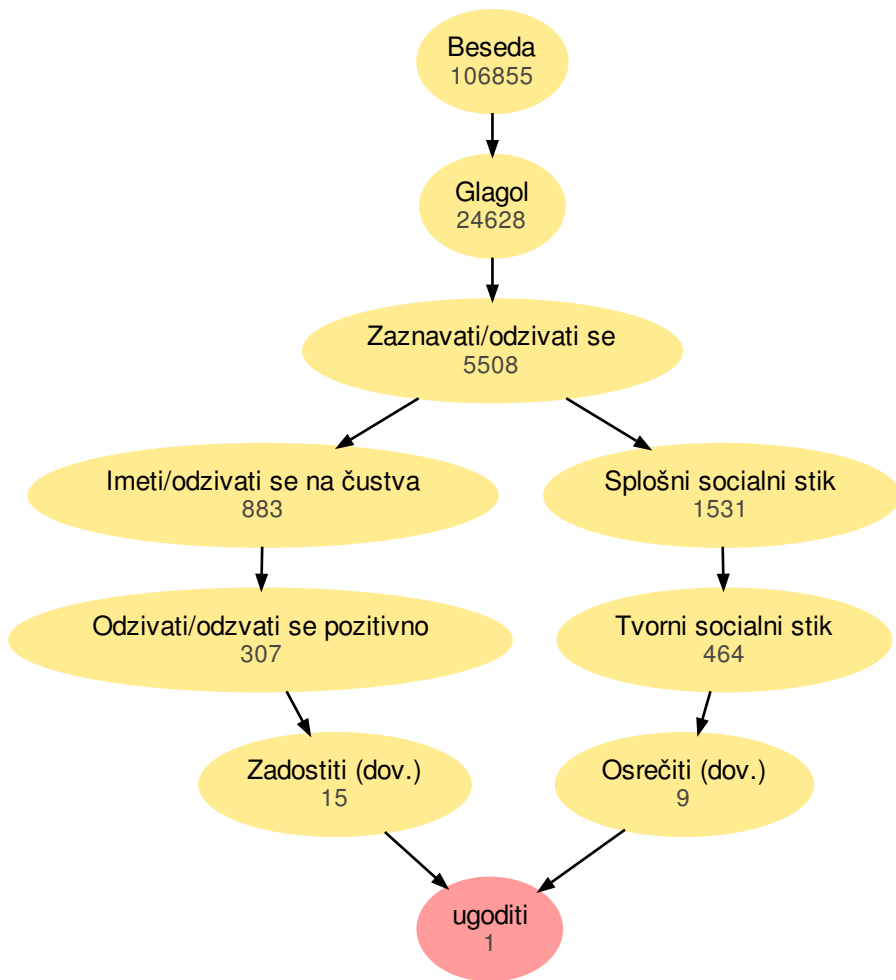 Beseda
106855
Glagol
24628
Zaznavati/odzivati se
5508
Imeti/odzivati se na čustva
883
Splošni socialni stik
1531
Odzivati/odzvati se pozitivno
307
Tvorni socialni stik
464
Zadostiti (dov.)
15
Osrečiti (dov.)
9
ugoditi
1